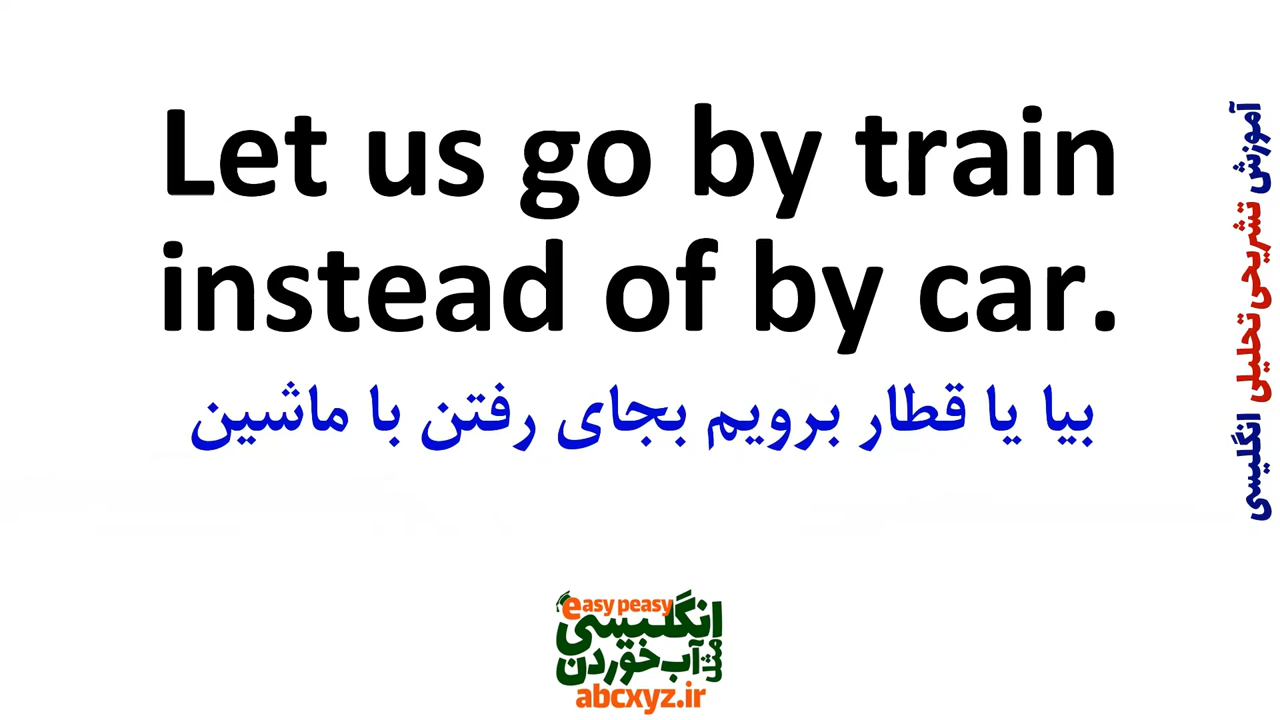 Let us go by train
instead of by car.
بیا یا قطار برویم بجای رفتن با ماشین
آموزش تشریحی تحلیلی انگلیسی
easy peasy
انگلیسی
مثل آب خوردن
abcxyz.ir